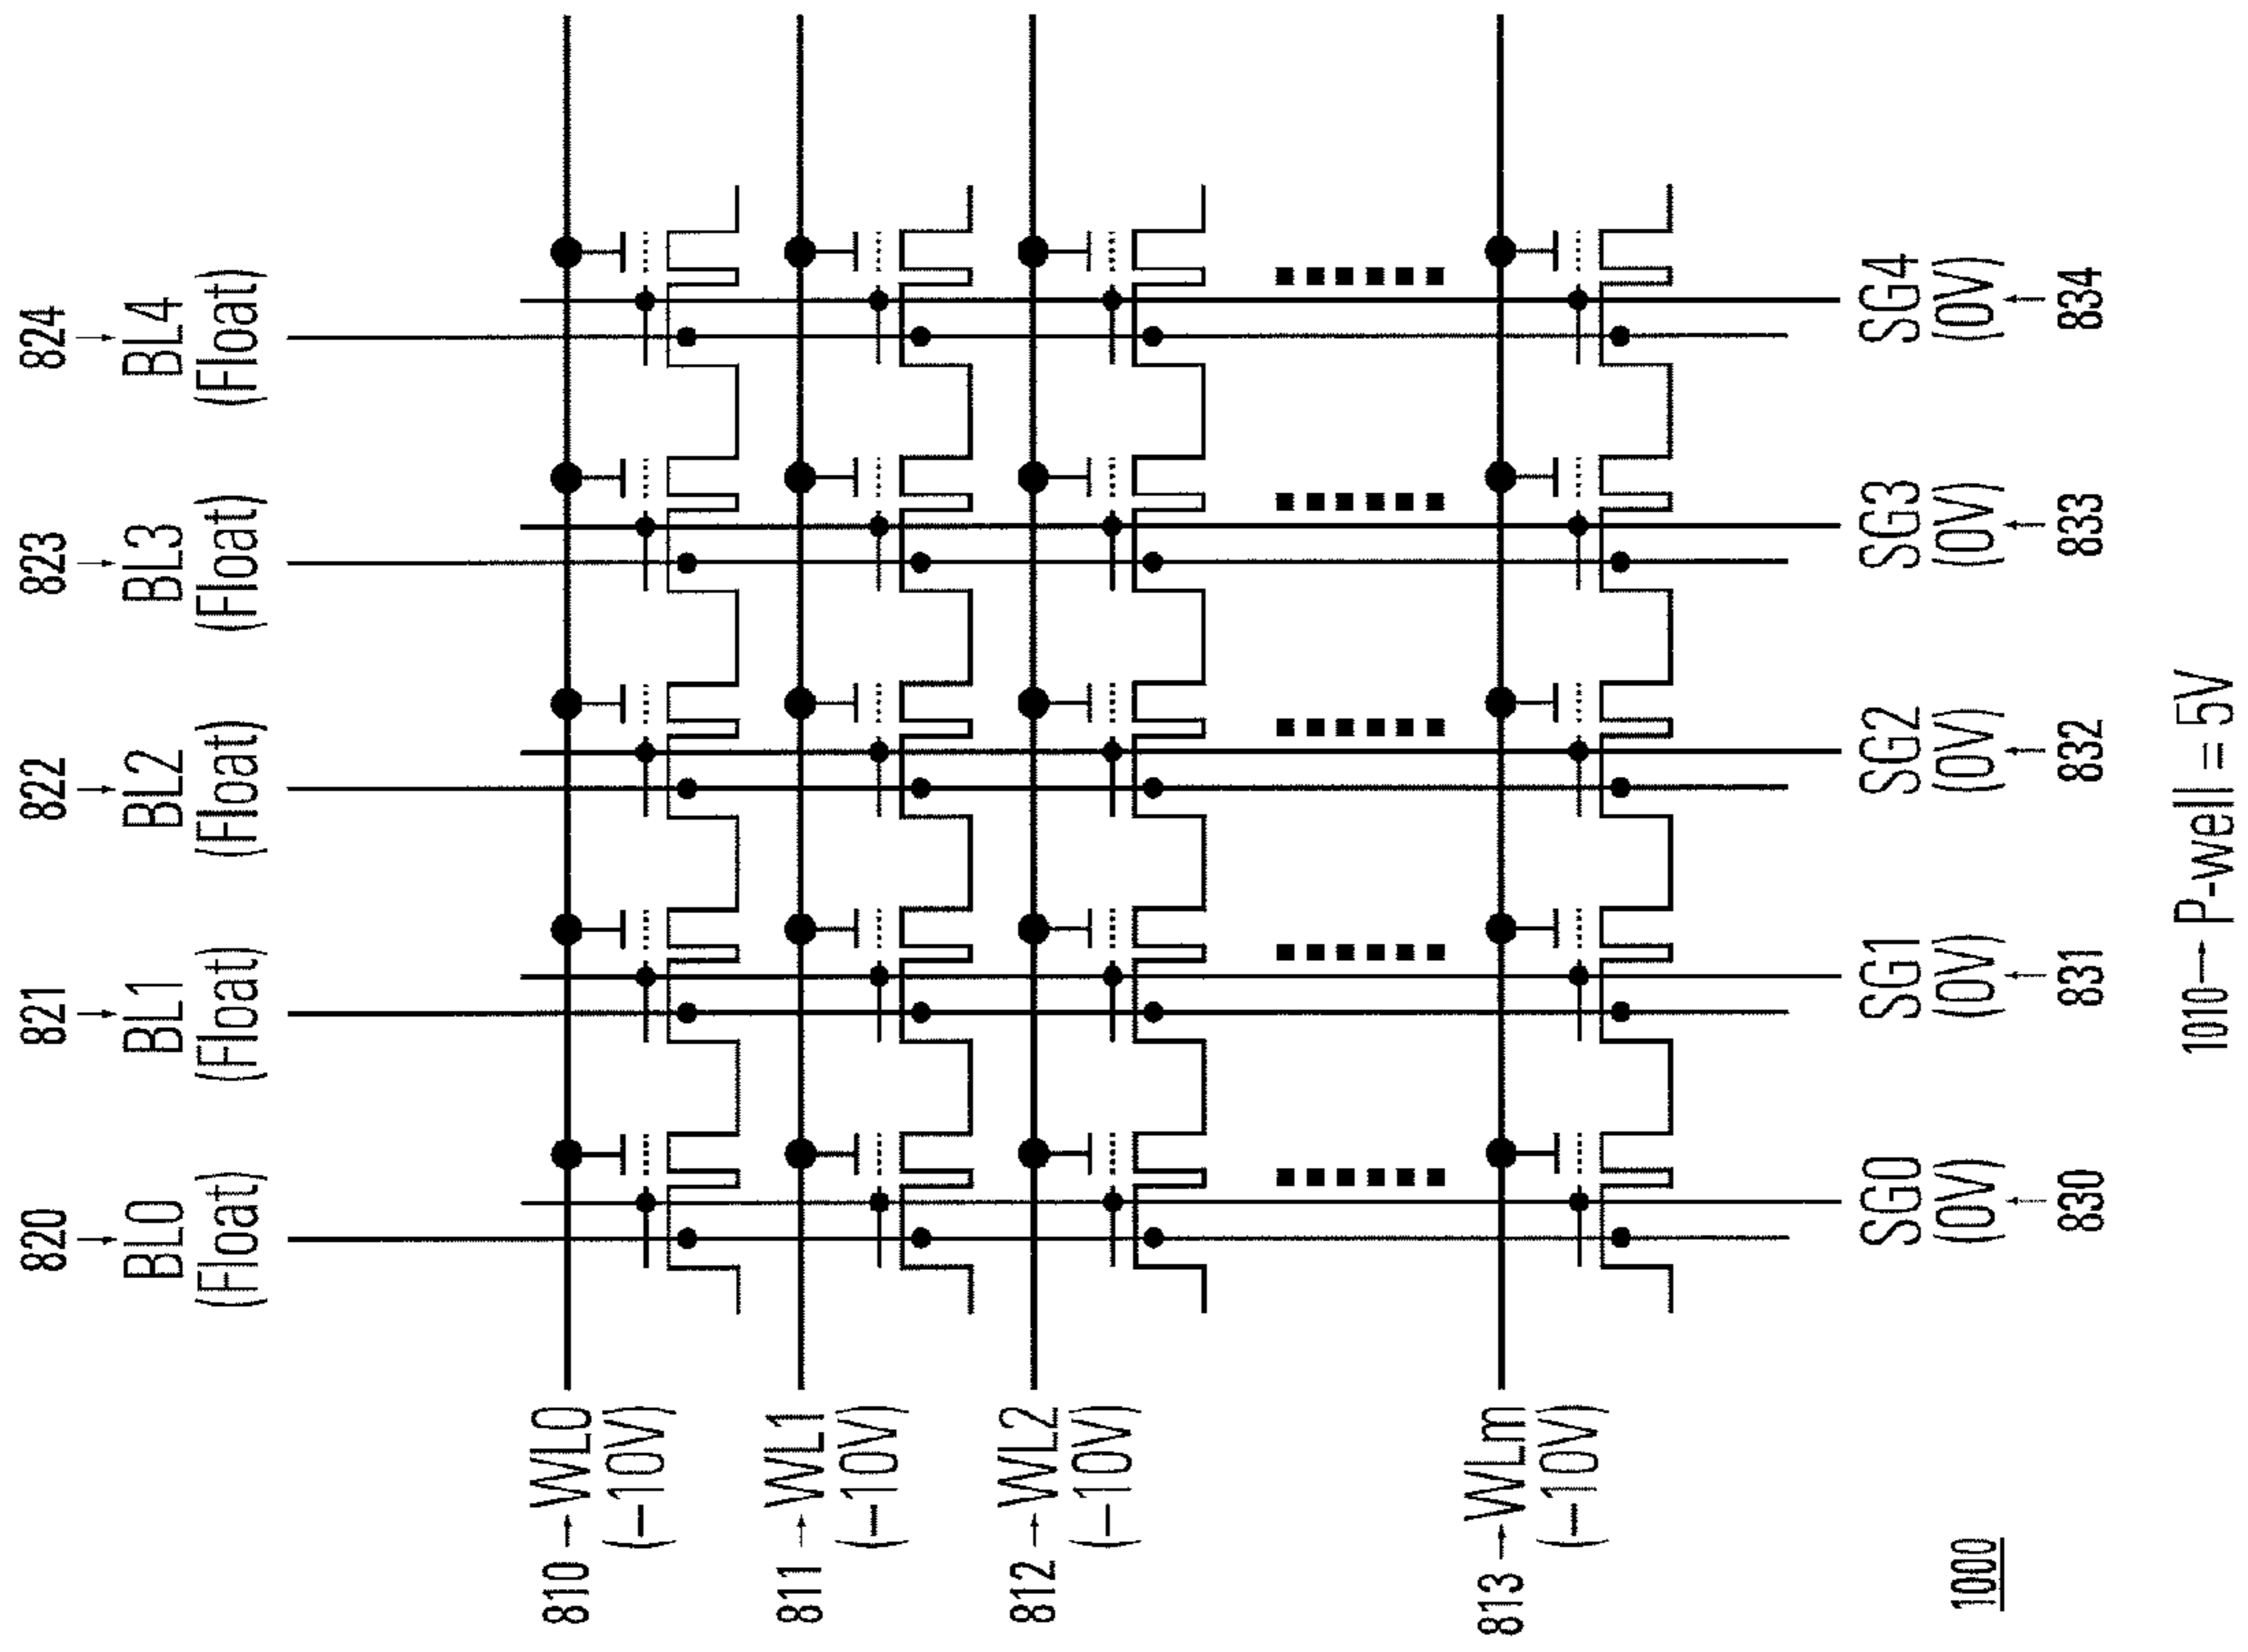 824
BL4
(Float)
823
BL3
(Float)
822
BL2
(Float)
821
BL1
(Float)
820
BL0
(Float)
810 WL0
(–10V)
811 WL1
(–10V)
812 WL2
(–10V)
813 WLm
(–10V)
SG4
(0V)
834
SG3
(0V)
833
SG2
(0V)
832
SG1
(0V)
831
SG0
(0V)
830
1010 P-well = 5V
1000